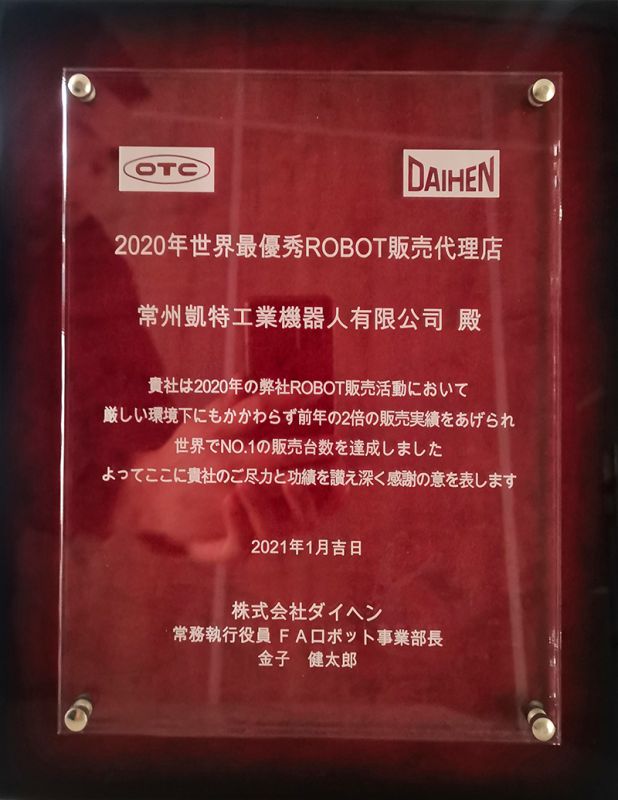 OTC
DAIHEN
2020年世界最優秀ROBOT販売代理店
常州凱特工業機器人有限公司 殿
貴社は2020年の弊社ROBOT販売活動において
厳しい環境下にもかかわらず前年の2倍の販売実績をあげられ
世界でNO.1の販売台数を達成しました
よってここに貴社のご尽力と功績を讃え深く感謝の意を表します
2021年1月吉日
株式会社ダイヘン
常務執行役員 ＦＡロボット事業部長
金子　健太郎